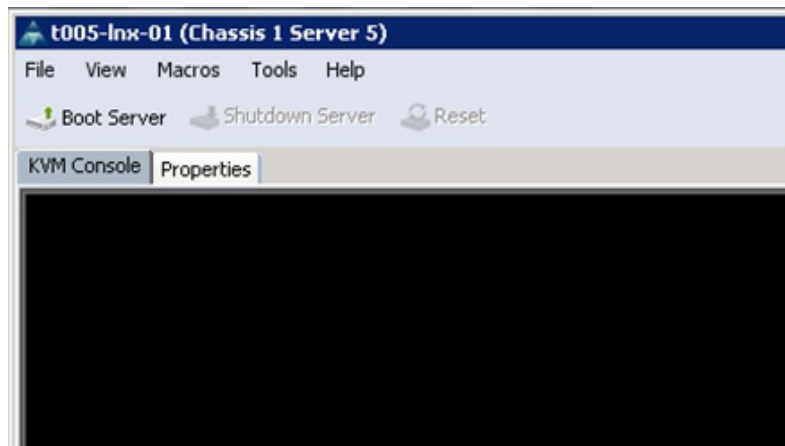 t005-lnx-01 (Chassis 1 Server 5)
File View Macros Tools Help
Boot Server Shutdown Server Reset
KVM Console Properties